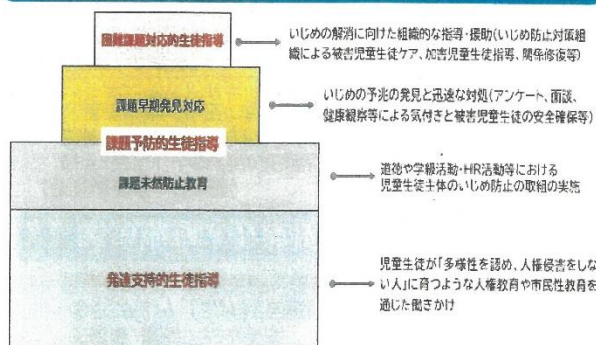 困難課題対応的生徒指導
いじめの解消に向けた組織的な指導・援助(いじめ防止対策組
織による被害児童生徒ケア、加害児童生徒指導、関係修復等)
課題早期発見対応
いじめの予兆の発見と迅速な対処(アンケート、面談、
健康観察等による気付きと被害児童生徒の安全確保等)
課題予防的生徒指導
課題未然防止教育
道徳や学級活動・HR活動等における
児童生徒主体のいじめ防止の取組の実施
発達支持的生徒指導
児童生徒が「多様性を認め、人権侵害をしな
い人」に育つような人権教育や市民性教育を
通じた働きかけ